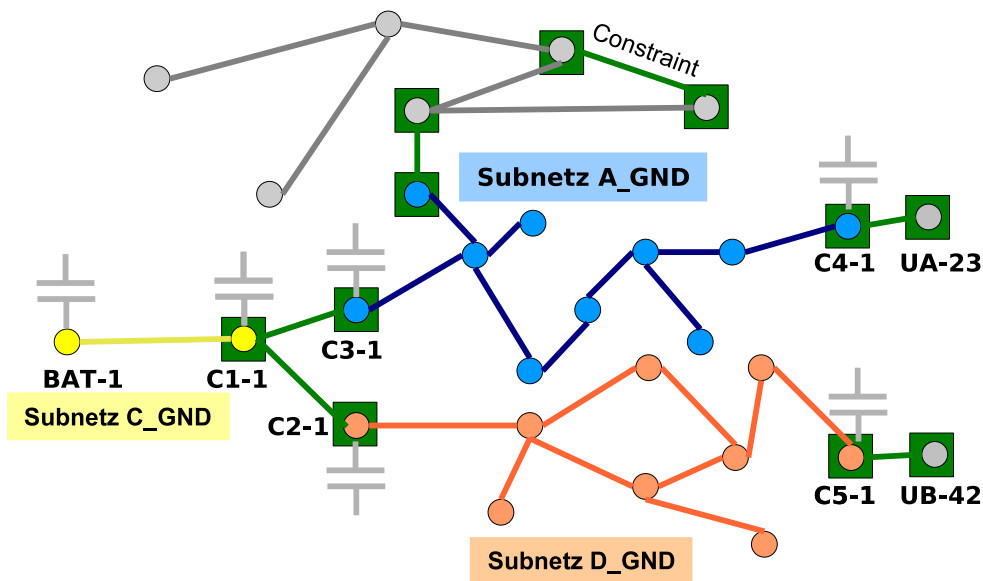 Constraint
Subnetz A_GND
C4-1
UA-23
C3-1
BAT-1
C1-1
Subnetz C_GND
C2-1
C5-1
UB-42
Subnetz D_GND